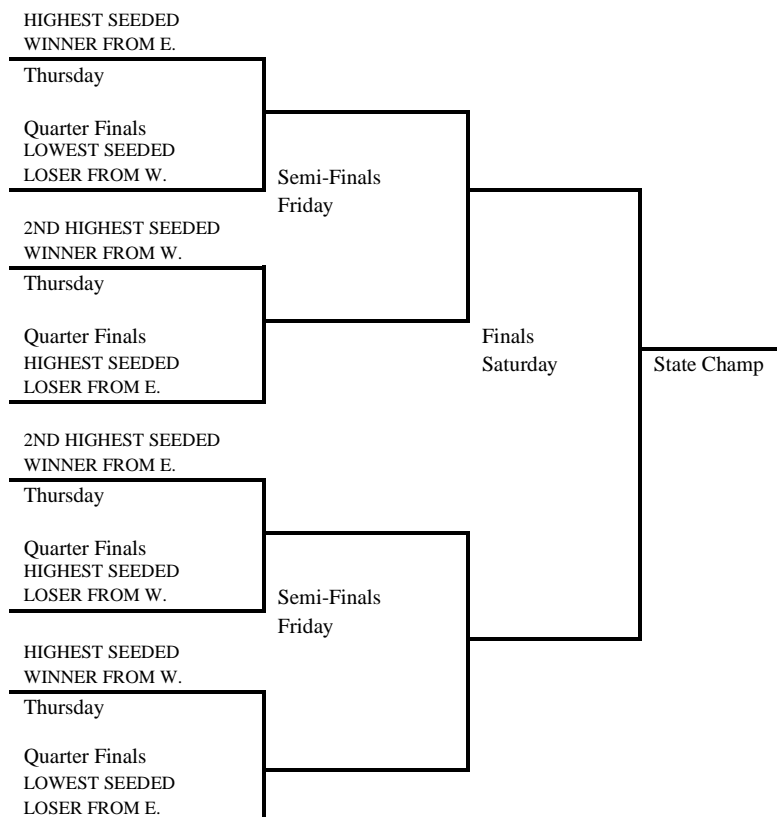 HIGHEST SEEDED
WINNER FROM E.
Thursday
Quarter Finals
LOWEST SEEDED
LOSER FROM W.
Semi-Finals
Friday
2ND HIGHEST SEEDED
WINNER FROM W.
Thursday
Quarter Finals
HIGHEST SEEDED
LOSER FROM E.
Finals
Saturday
State Champ
2ND HIGHEST SEEDED
WINNER FROM E.
Thursday
Quarter Finals
HIGHEST SEEDED
LOSER FROM W.
Semi-Finals
Friday
HIGHEST SEEDED
WINNER FROM W.
Thursday
Quarter Finals
LOWEST SEEDED
LOSER FROM E.